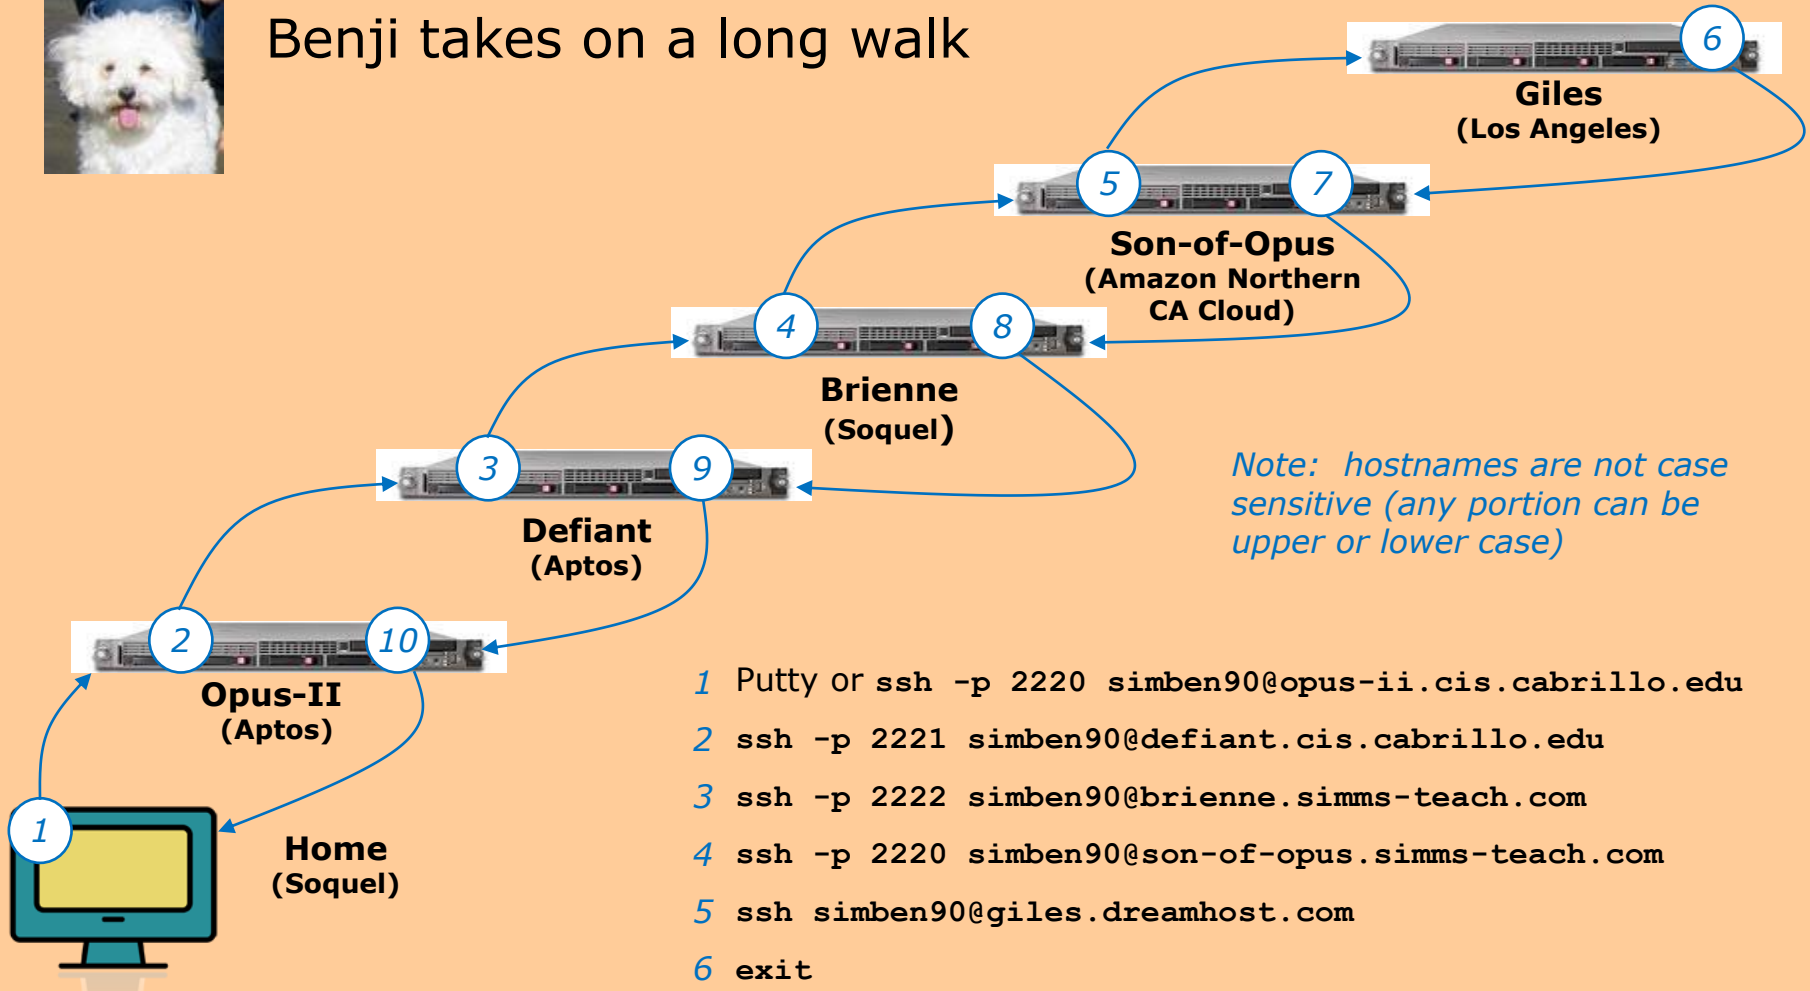 Benji takes on a long walk
6
Giles
(Los Angeles)
5
7
Son-of-Opus
(Amazon Northern
CA Cloud)
4
8
Brienne
(Soquel)
3
9
Defiant
(Aptos)
Note: hostnames are not case
sensitive (any portion can be
upper or lower case)
2
10
Opus-II
(Aptos)
1
Home
(Soquel)
1 Putty or ssh -p 2220 simben90@opus-ii.cis.cabrillo.edu
2 ssh -p 2221 simben90@defiant.cis.cabrillo.edu
3 ssh -p 2222 simben90@brienne.simms-teach.com
4 ssh -p 2220 simben90@son-of-opus.simms-teach.com
5 ssh simben90@giles.dreamhost.com
6 exit